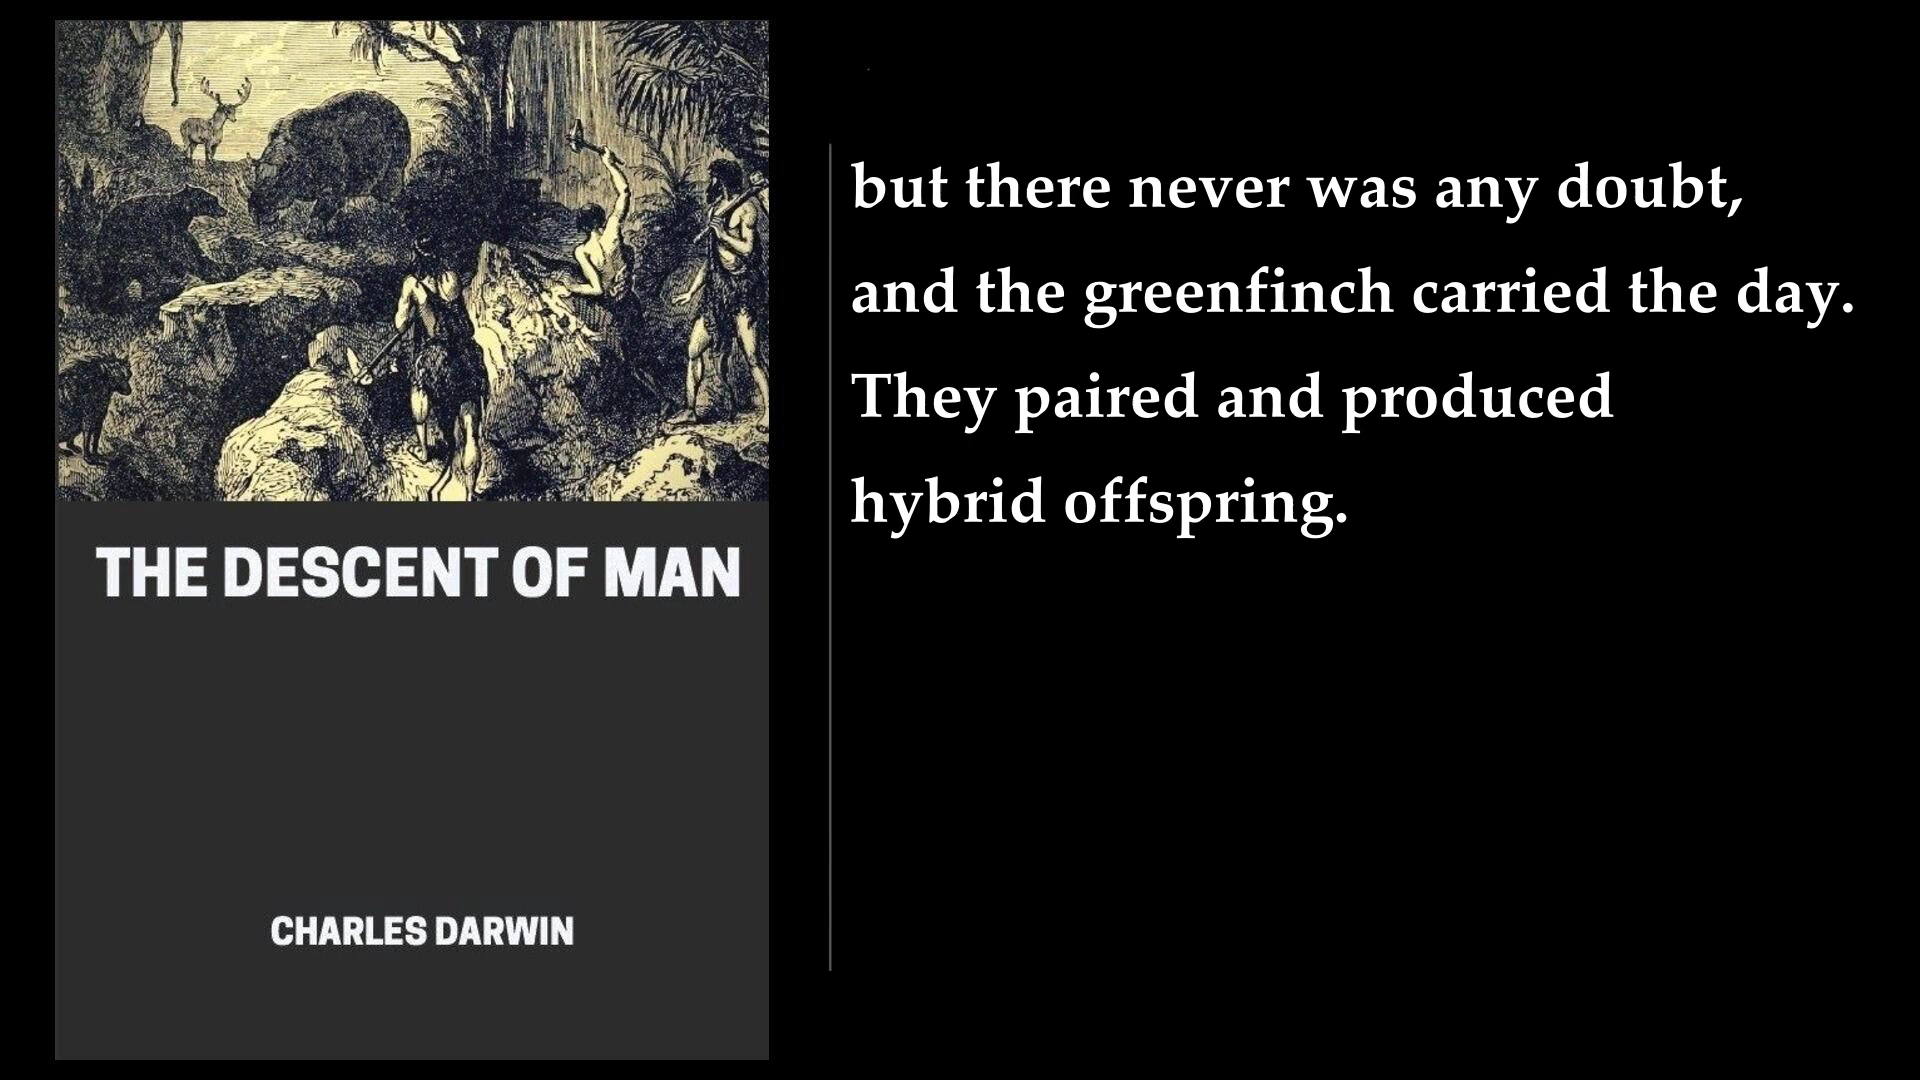 THE DESCENT OF MAN
CHARLES DARWIN
but there never was any doubt,
and the greenfinch carried the day.
They paired and produced
hybrid offspring.